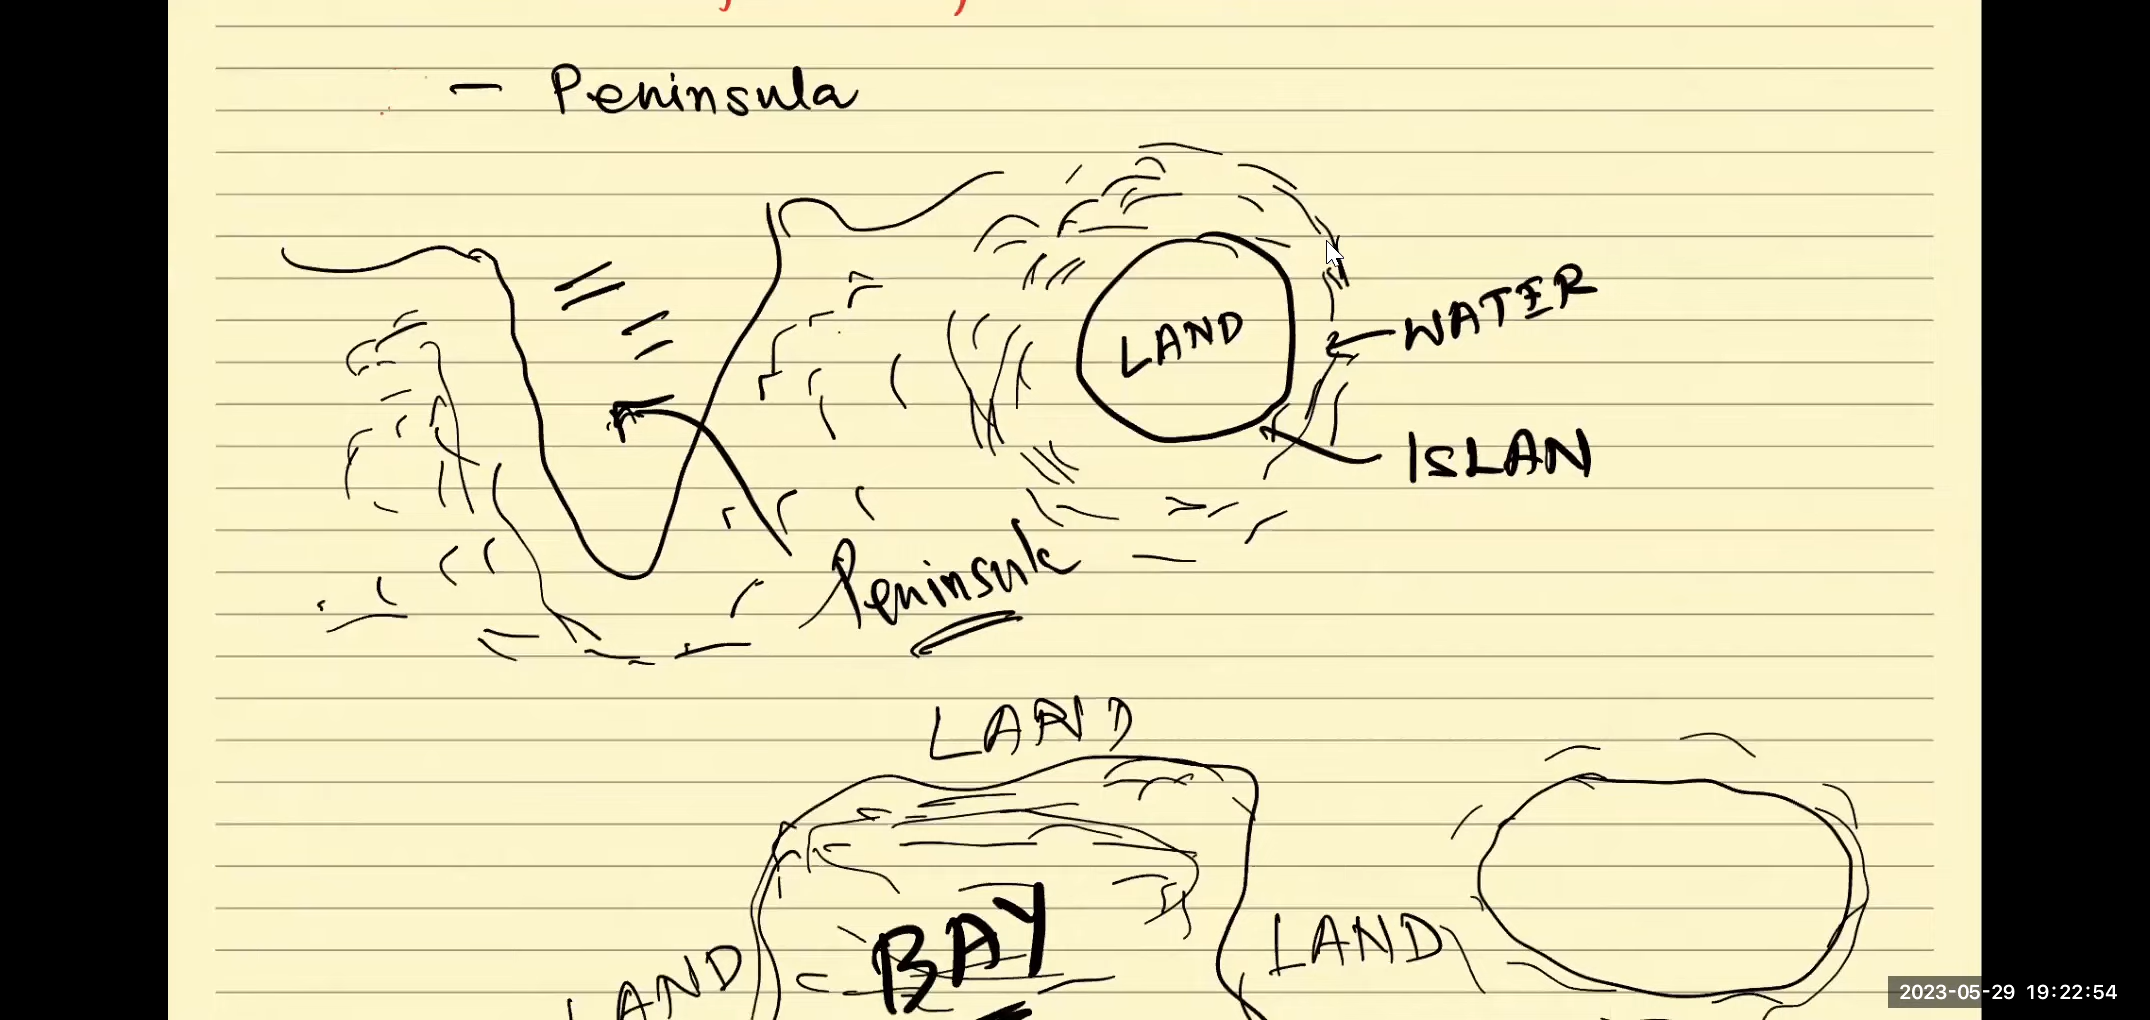 — Peninsula
LAND
WATER
ISLAN
Peninsula
LAND
BAY
LAND
LAND
2023-05-29 19:22:54